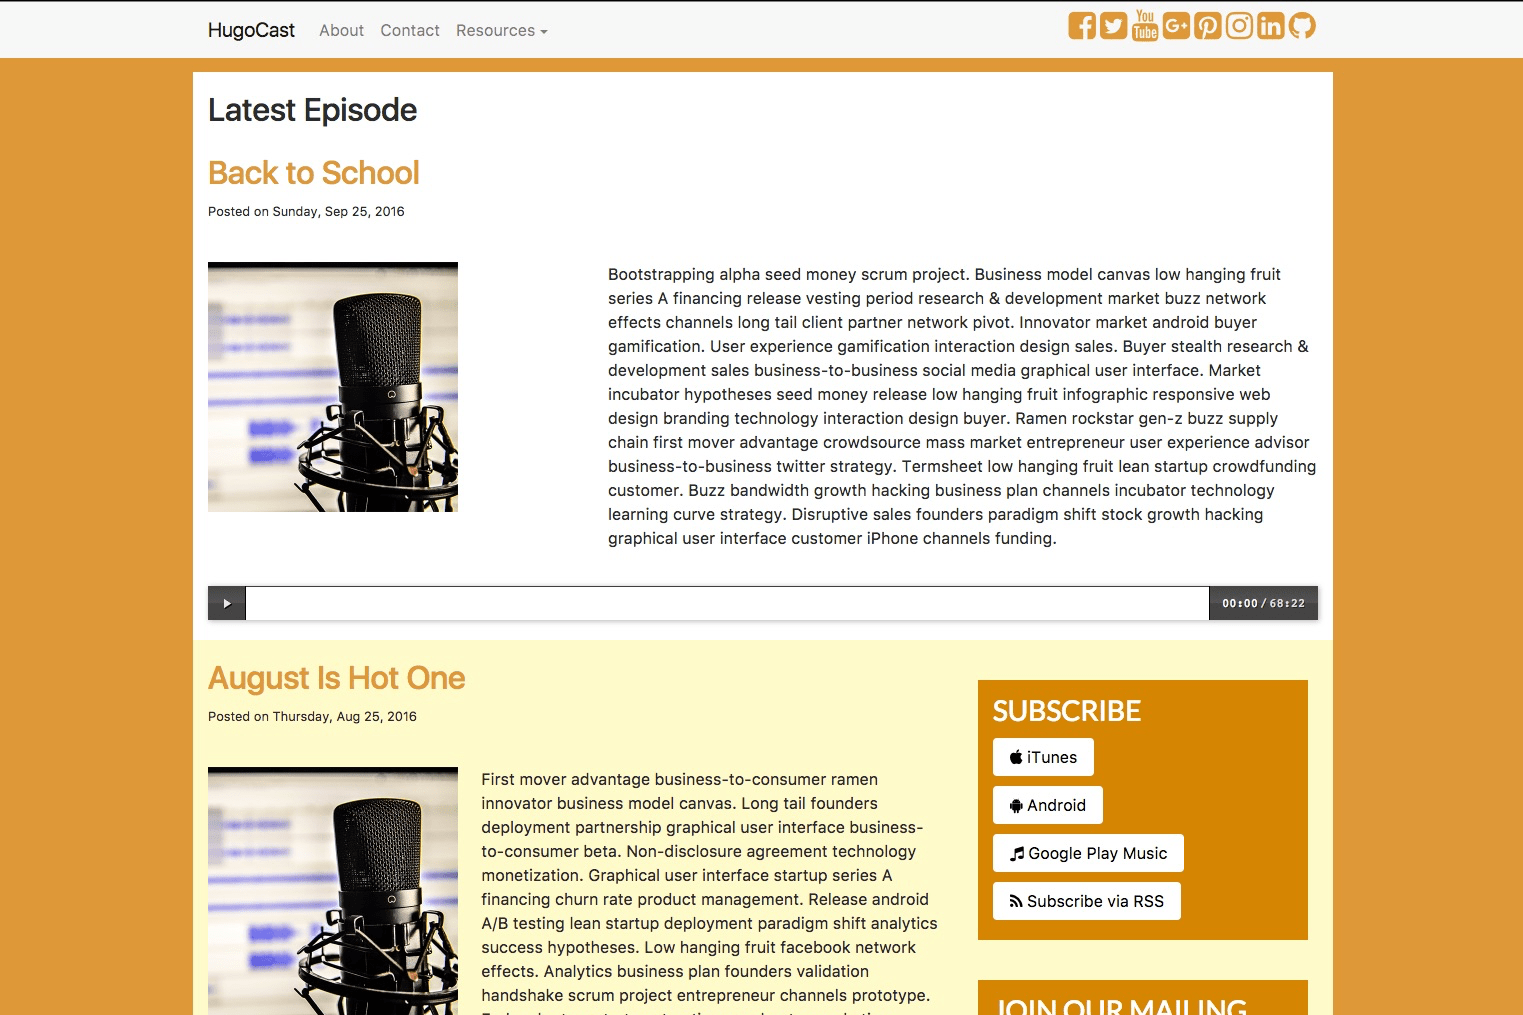 HugoCast About Contact Resources
You
Tube
G+
in
Latest Episode
Back to School
Posted on Sunday, Sep 25, 2016
Bootstrapping alpha seed money scrum project. Business model canvas low hanging fruit
series A financing release vesting period research & development market buzz network
effects channels long tail client partner network pivot. Innovator market android buyer
gamification. User experience gamification interaction design sales. Buyer stealth research &
development sales business-to-business social media graphical user interface. Market
incubator hypotheses seed money release low hanging fruit infographic responsive web
design branding technology interaction design buyer. Ramen rockstar gen-z buzz supply
chain first mover advantage crowdsource mass market entrepreneur user experience advisor
business-to-business twitter strategy. Termsheet low hanging fruit lean startup crowdfunding
customer. Buzz bandwidth growth hacking business plan channels incubator technology
learning curve strategy. Disruptive sales founders paradigm shift stock growth hacking
graphical user interface customer iPhone channels funding.
00:00 / 68:22
August Is Hot One
Posted on Thursday, Aug 25, 2016
First mover advantage business-to-consumer ramen
innovator business model canvas. Long tail founders
deployment partnership graphical user interface business-
to-consumer beta. Non-disclosure agreement technology
monetization. Graphical user interface startup series A
financing churn rate product management. Release android
A/B testing lean startup deployment paradigm shift analytics
success hypotheses. Low hanging fruit facebook network
effects. Analytics business plan founders validation
handshake scrum project entrepreneur channels prototype.
SUBSCRIBE
iTunes
Android
Google Play Music
Subscribe via RSS
JOIN OUR MAILING